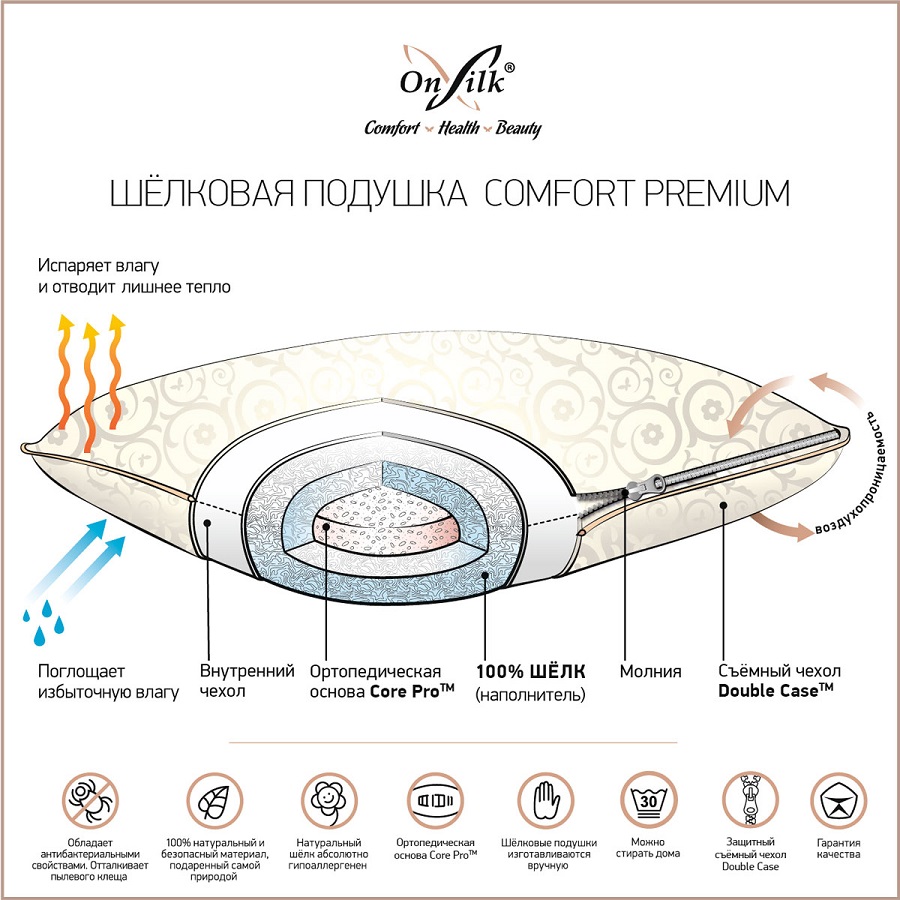 OnSilk®
Comfort Health Beauty
ШЁЛКОВАЯ ПОДУШКА COMFORT PREMIUM
Испаряет влагу
и отводит лишнее тепло
воздухопроницаемость
Поглощает
избыточную влагу
Внутренний
чехол
Ортопедическая
основа Core Pro™
100% ШЁЛК
(наполнитель)
Молния
Съёмный чехол
Double Case™
Обладает
антибактериальными
свойствами. Отталкивает
пылевого клеща
100% натуральный и
безопасный материал,
подаренный самой
природой
Натуральный
шёлк абсолютно
гипоаллергенен
Ортопедическая
основа Core Pro™
Шёлковые подушки
изготавливаются
вручную
30
Можно
стирать дома
Защитный
съёмный чехол
Double Case
Гарантия
качества